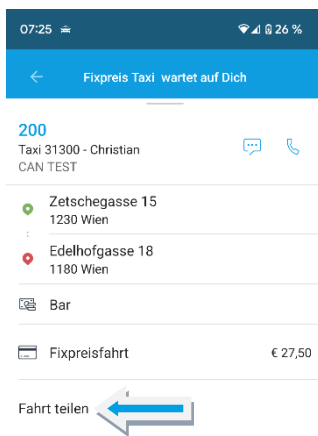 07:25 26 %
Fixpreis Taxi wartet auf Dich
200
Taxi 31300 - Christian
CAN TEST
Zetschegasse 15
1230 Wien
Edelhofgasse 18
1180 Wien
Bar
Fixpreisfahrt € 27,50
Fahrt teilen